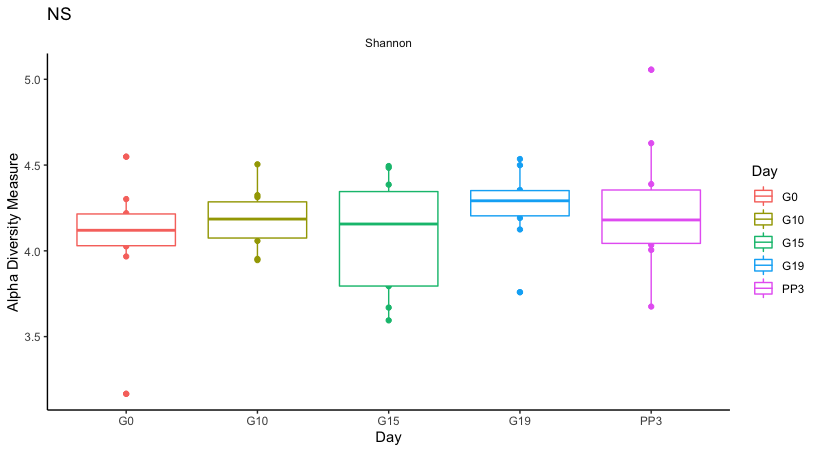 NS
Shannon
Alpha Diversity Measure
5.0
4.5
4.0
3.5
G0 G10 G15 G19 PP3
Day
Day
G0
G10
G15
G19
PP3